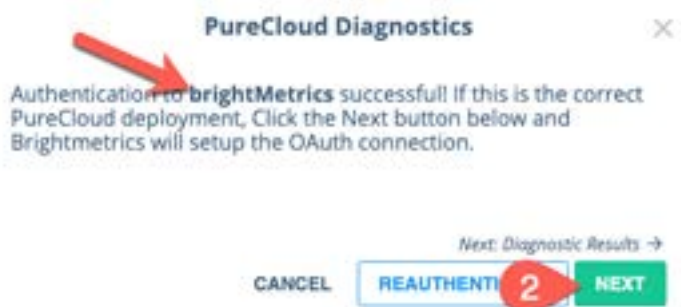 PureCloud Diagnostics
Authentication to brightMetrics successful! If this is the correct
PureCloud deployment, Click the Next button below and
Brightmetrics will setup the OAuth connection.
Next: Diagnostic Results →
CANCEL REAUTHENTI 2 NEXT